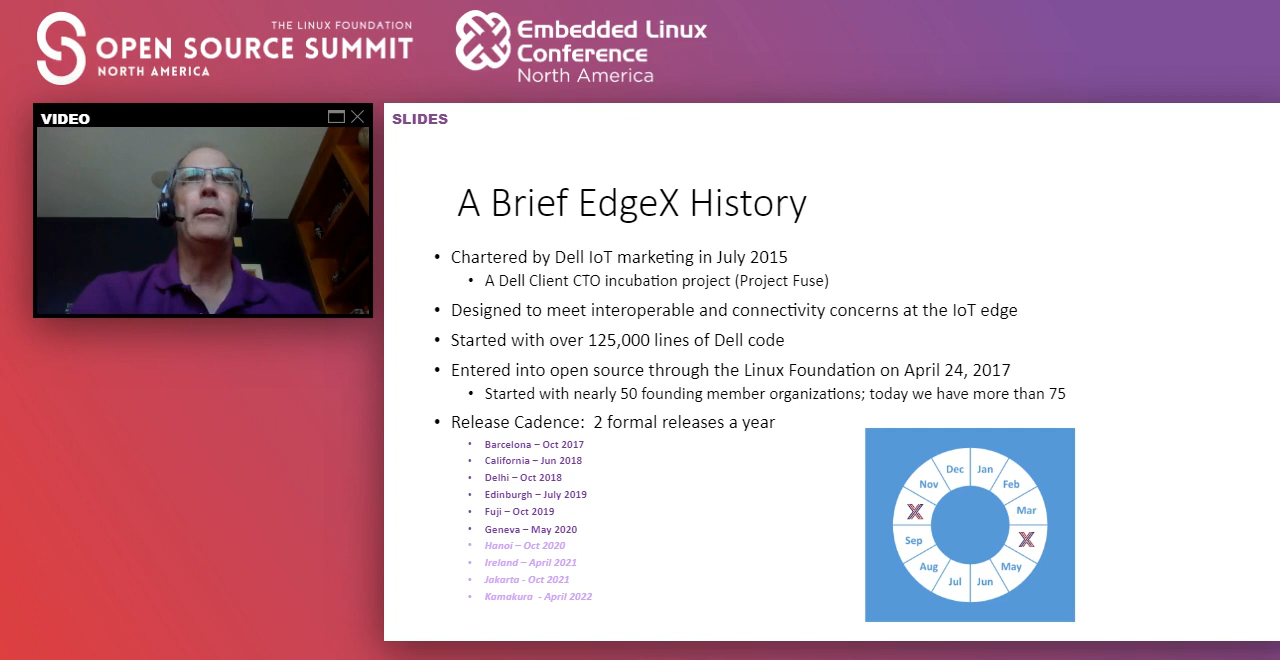 THE LINUX FOUNDATION
OPEN SOURCE SUMMIT
NORTH AMERICA
Embedded Linux
Conference
North America
VIDEO
SLIDES
A Brief EdgeX History
• Chartered by Dell IoT marketing in July 2015
• A Dell Client CTO incubation project (Project Fuse)
• Designed to meet interoperable and connectivity concerns at the IoT edge
• Started with over 125,000 lines of Dell code
• Entered into open source through the Linux Foundation on April 24, 2017
• Started with nearly 50 founding member organizations; today we have more than 75
• Release Cadence:  2 formal releases a year
• Barcelona – Oct 2017
• California – Jun 2018
• Delhi – Oct 2018
• Edinburgh – July 2019
• Fuji – Oct 2019
• Geneva – May 2020
• Hanoi – Oct 2020
• Ireland – April 2021
• Jakarta - Oct 2021
• Kamakura  - April 2022
Dec
Jan
Nov
Feb
X
Mar
Sep
X
Aug
May
Jul
Jun